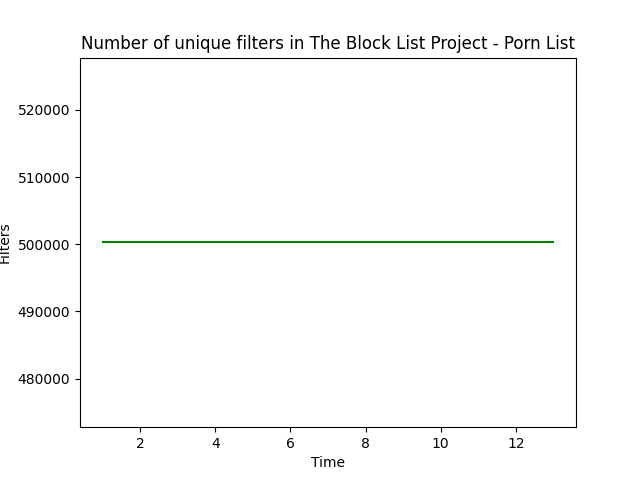 Number of unique filters in The Block List Project - Porn List
520000
510000
500000
490000
480000
Filters
2 4 6 8 10 12
Time